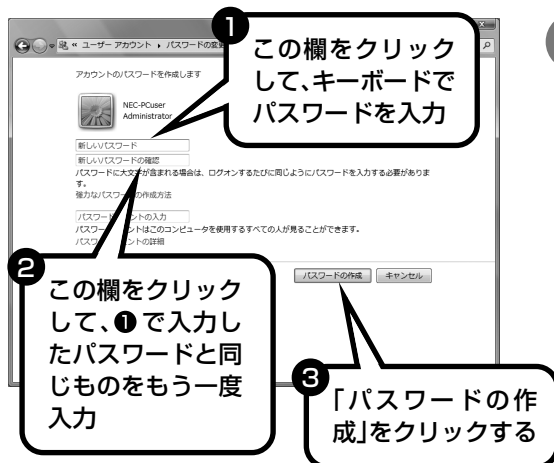 « ユーザー アカウント ▸ パスワードの変更
アカウントのパスワードを作成します
NEC-PCuser
Administrator
新しいパスワード
新しいパスワードの確認
パスワードに大文字が含まれる場合は、ログオンするたびに同じようにパスワードを入力する必要がありま
す。
強力なパスワードの作成方法
パスワード ヒントの入力
パスワード ヒントはこのコンピュータを使用するすべての人が見ることができます。
パスワード ヒントの詳細
パスワードの作成 キャンセル
❶
この欄をクリック
して、キーボードで
パスワードを入力
❷
この欄をクリック
して、❶で入力し
たパスワードと同
じものをもう一度
入力
❸
「パスワードの作
成」をクリックする